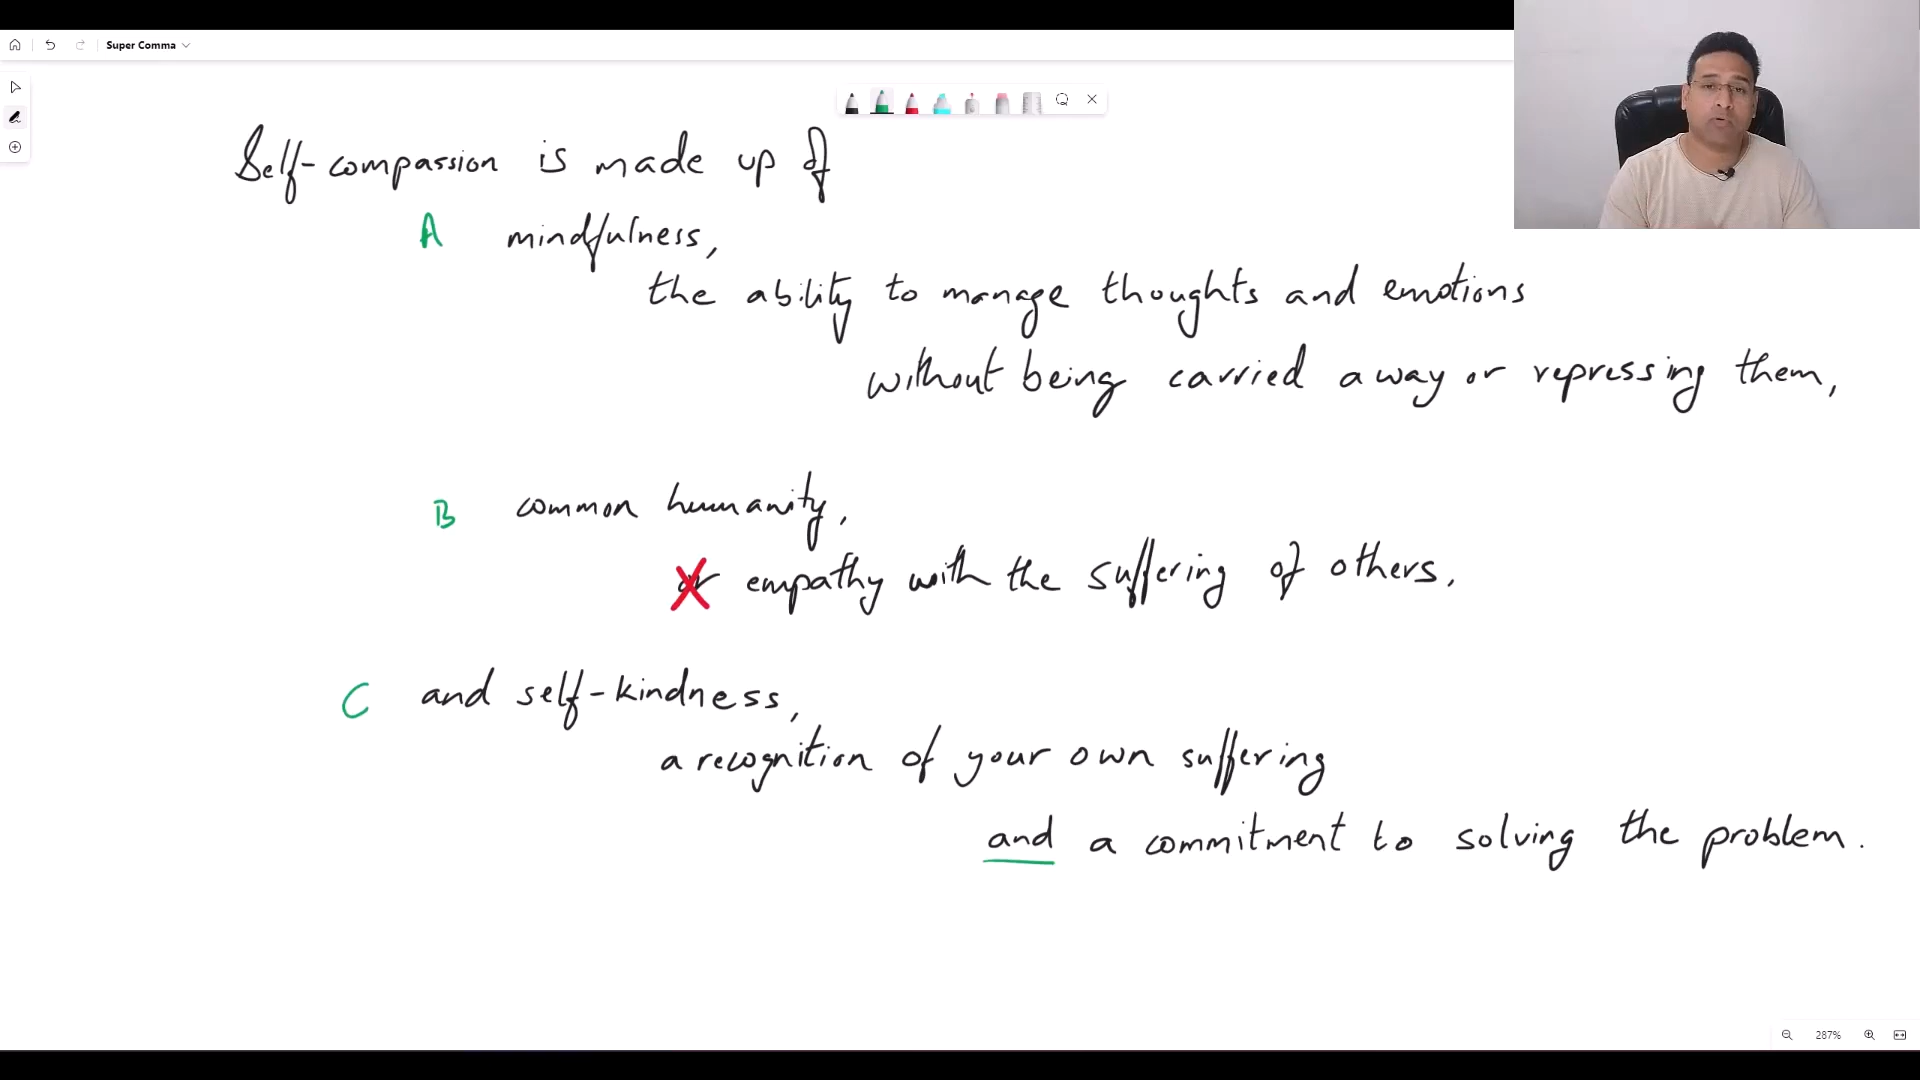 Super Comma
Self-compassion is made up of
A mindfulness,
the ability to manage thoughts and emotions
without being carried away or repressing them,
B common humanity,
or empathy with the suffering of others,
C and self-kindness,
a recognition of your own suffering
and a commitment to solving the problem.
287%